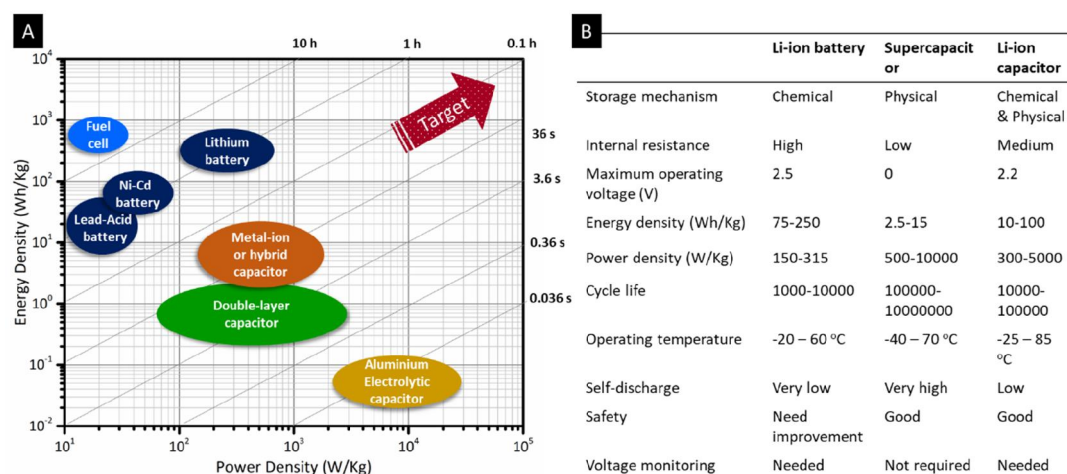 A
10 h
1 h
0.1 h
10^4
10^3
10^2
10^1
10^0
10^-1
10^-2
Energy Density (Wh/Kg)
Fuel
cell
Lithium
battery
Target
Ni-Cd
battery
Lead-Acid
battery
Metal-ion
or hybrid
capacitor
Double-layer
capacitor
Aluminium
Electrolytic
capacitor
36 s
3.6 s
0.36 s
0.036 s
10^1
10^2
10^3
10^4
10^5
Power Density (W/Kg)
B
Li-ion battery Supercapacit Li-ion
or capacitor
Storage mechanism Chemical Physical Chemical
& Physical
Internal resistance High Low Medium
Maximum operating 2.5 0 2.2
voltage (V)
Energy density (Wh/Kg) 75-250 2.5-15 10-100
Power density (W/Kg) 150-315 500-10000 300-5000
Cycle life 1000-10000 100000- 10000-
10000000 100000
Operating temperature -20 – 60 °C -40 – 70 °C -25 – 85
°C
Self-discharge Very low Very high Low
Safety Need Good Good
improvement
Voltage monitoring Needed Not required Needed